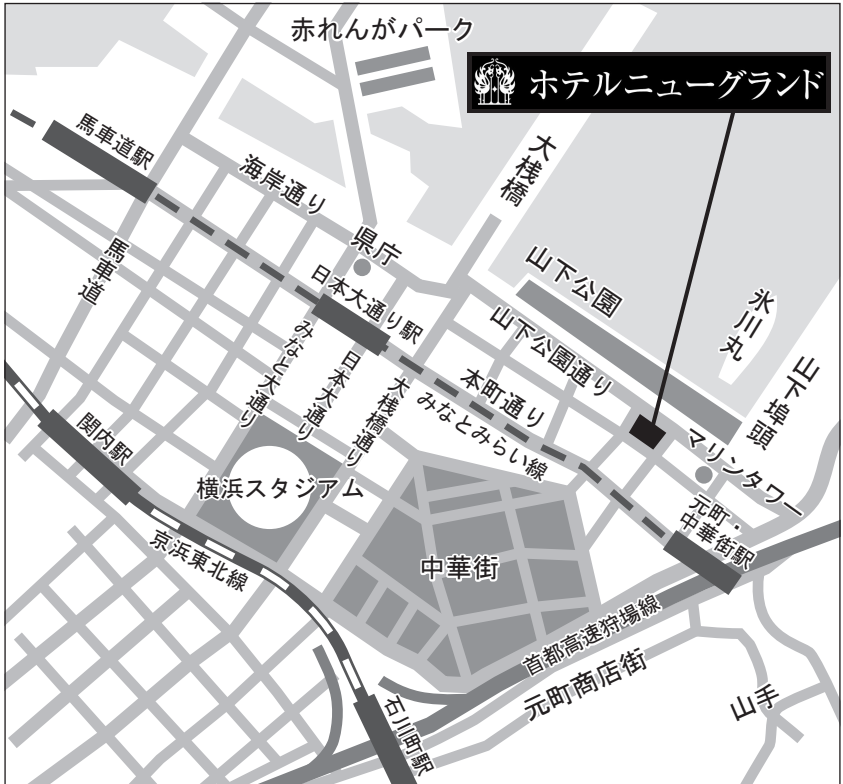 赤れんがパーク
ホテルニューグランド
馬車道駅
海岸通り
大桟橋
馬車道
県庁
山下公園
氷川丸
日本大通り駅
山下公園通り
山下埠頭
みなと大通り
日本大通り
大桟橋通り
本町通り
みなとみらい線
マリンタワー
関内駅
横浜スタジアム
元町・
中華街駅
京浜東北線
中華街
首都高速狩場線
元町商店街
山手
石川町駅